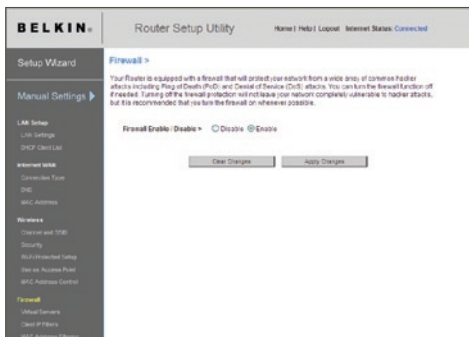 BELKIN.
Router Setup Utility
Home | Help | Logout Internet Status: Connected
Setup Wizard
Manual Settings
LAN Setup
LAN Settings
DHCP Client List
Internet WAN
Connection Type
DNS
MAC Address
Wireless
Channel and SSID
Security
Wi-Fi Protected Setup
Use as Access Point
MAC Address Control
Firewall
Virtual Servers
Client IP Filters
MAC Address Filtering
Firewall >
Your Router is equipped with a firewall that will protect your network from a wide array of common hacker
attacks including Ping of Death (PoD) and Denial of Service (DoS) attacks. You can turn the firewall function off
if needed. Turning off the firewall protection will not leave your network completely vulnerable to hacker attacks,
but it is recommended that you turn the firewall on whenever possible.
Firewall Enable / Disable > Disable Enable
Clear Changes Apply Changes